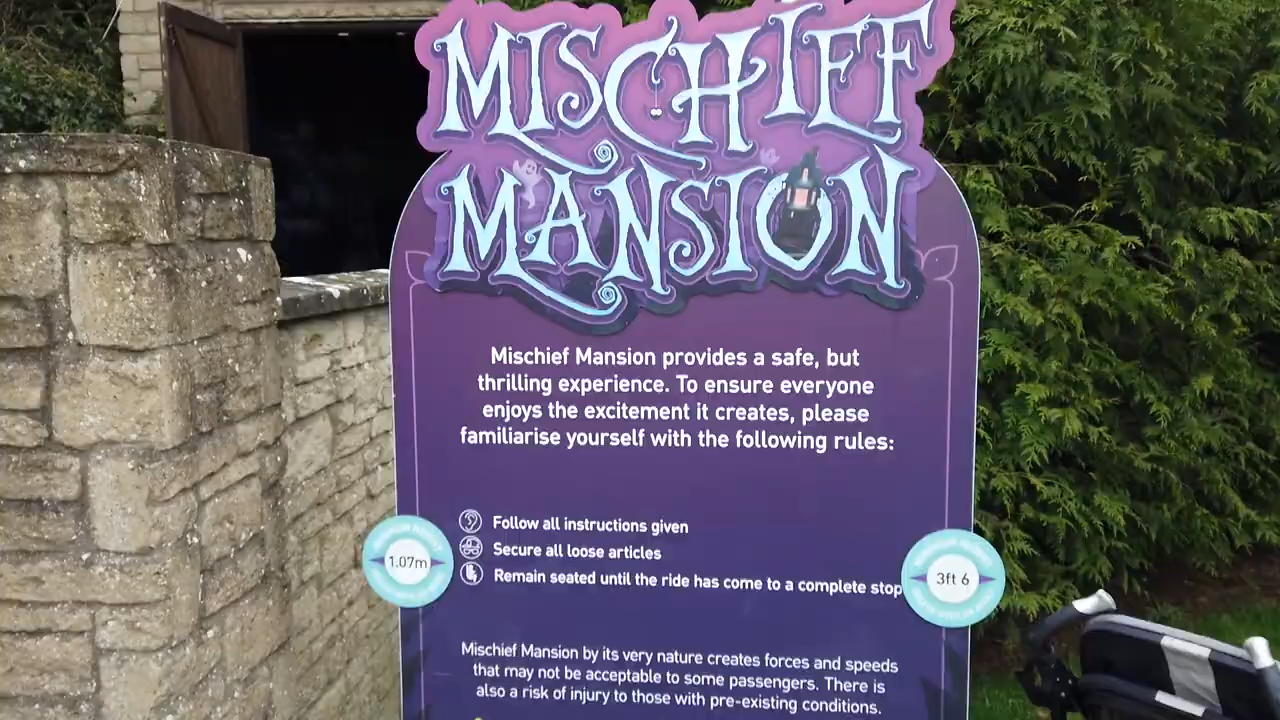 MISCHIEF
MANSION
Mischief Mansion provides a safe, but
thrilling experience. To ensure everyone
enjoys the excitement it creates, please
familiarise yourself with the following rules:
Follow all instructions given
Secure all loose articles
Remain seated until the ride has come to a complete stop
1.07m
3ft 6
Mischief Mansion by its very nature creates forces and speeds
that may not be acceptable to some passengers. There is
also a risk of injury to those with pre-existing conditions.